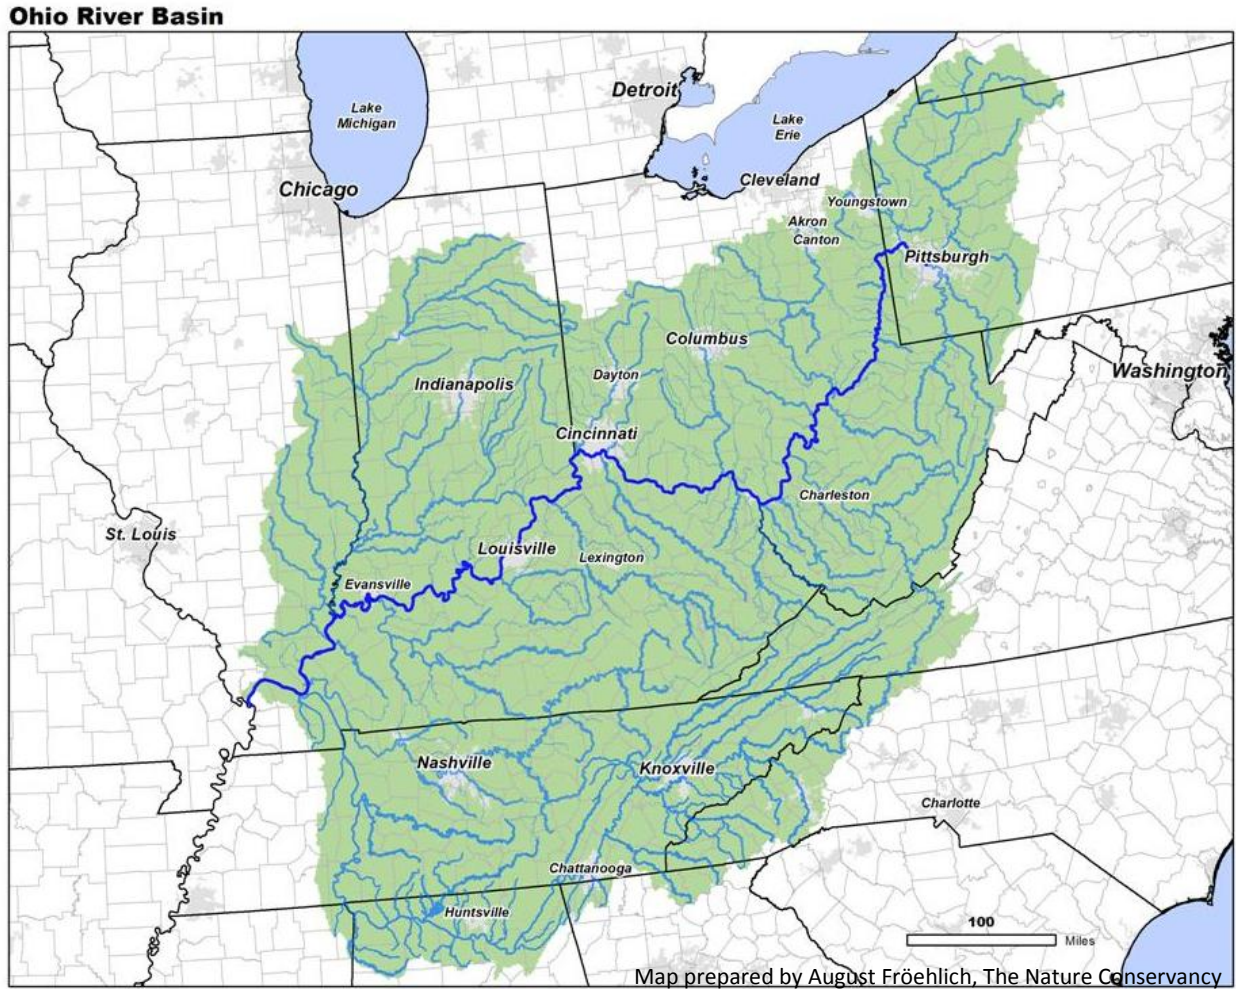 Ohio River Basin
Lake
Michigan
Detroit
Lake
Erie
Chicago
Cleveland
Youngstown
Akron
Canton
Pittsburgh
Columbus
Washington
Indianapolis
Dayton
Cincinnati
Charleston
St. Louis
Louisville
Lexington
Evansville
Nashville
Knoxville
Charlotte
Chattanooga
Huntsville
100
Miles
Map prepared by August Fröehlich, The Nature Conservancy